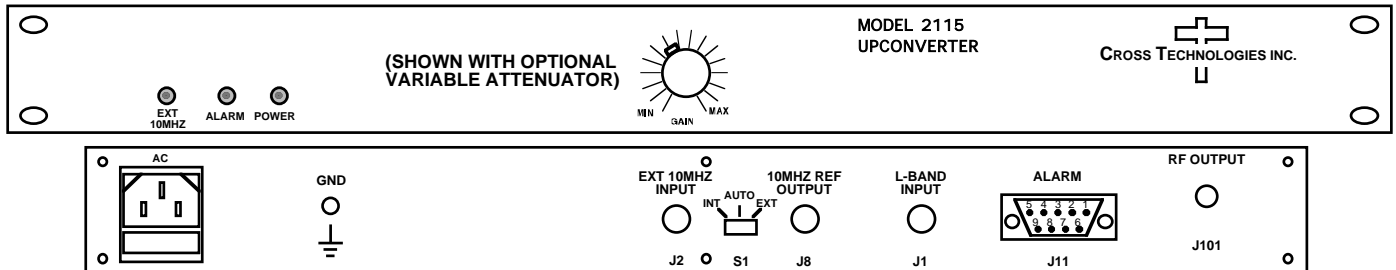 MODEL 2115
UPCONVERTER
CROSS TECHNOLOGIES INC.
(SHOWN WITH OPTIONAL
VARIABLE ATTENUATOR)
EXT
10MHZ
ALARM
POWER
MIN
GAIN
MAX
AC
GND
EXT 10MHZ
INPUT
J2
INT
AUTO
EXT
S1
10MHZ REF
OUTPUT
J8
L-BAND
INPUT
J1
ALARM
5 4 3 2 1
9 8 7 6
J11
RF OUTPUT
J101